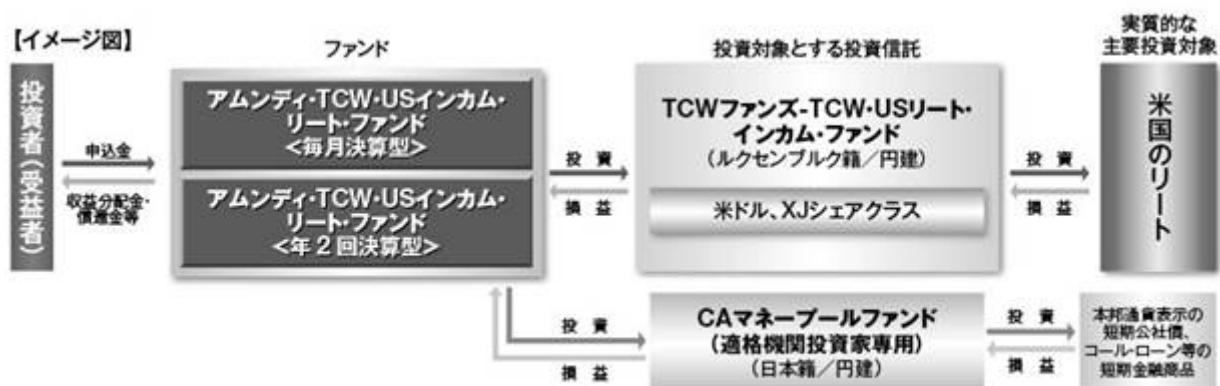 【イメージ図】
投資者(受益者)
申込金
収益分配金・
償還金等
ファンド
アムンディ・TCW・USインカム・
リート・ファンド
<毎月決算型>
アムンディ・TCW・USインカム・
リート・ファンド
<年2回決算型>
投資
損益
投資対象とする投資信託
TCWファンズ-TCW・USリート・
インカム・ファンド
(ルクセンブルク籍/円建)
米ドル、XJシェアクラス
投資
損益
実質的な
主要投資対象
米国のリート
投資
損益
CAマネープールファンド
(適格機関投資家専用)
(日本籍/円建)
投資
損益
本邦通貨表示の
短期公社債、
コール・ローン等の
短期金融商品